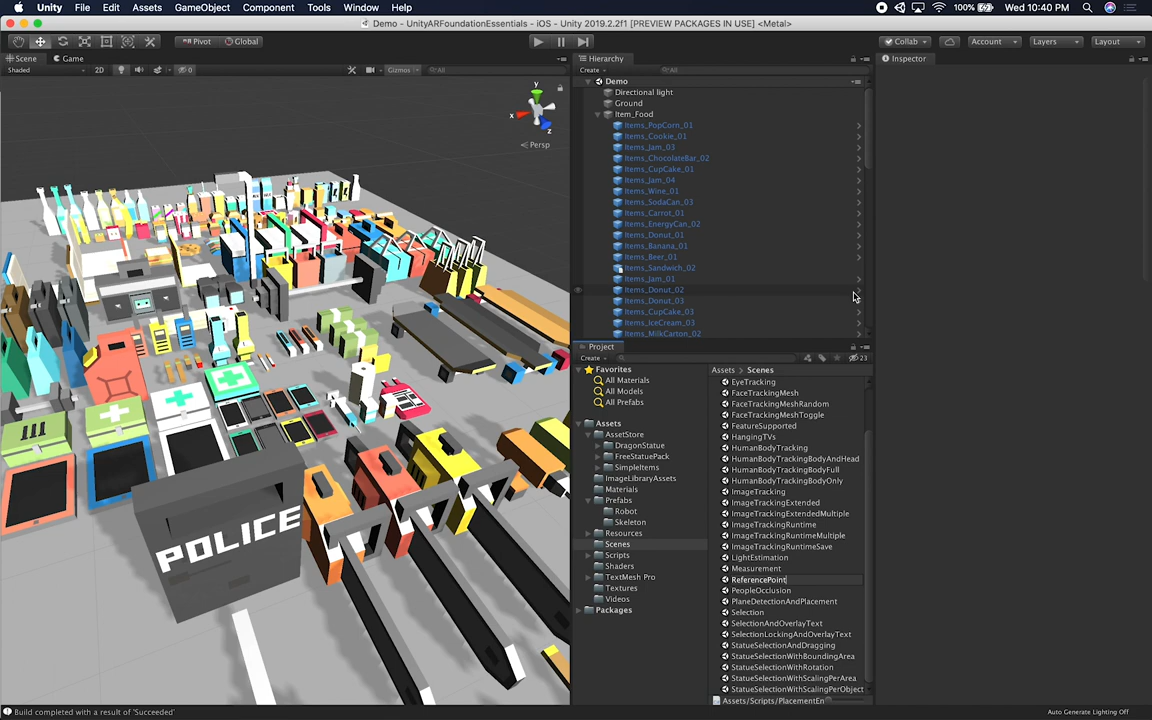 Unity File Edit Assets GameObject Component Tools Window Help 100% Wed 10:40 PM
Demo - UnityARFoundationEssentials - iOS - Unity 2019.2.2f1 [PREVIEW PACKAGES IN USE] <Metal>
Pivot Global Collab Account Layers Layout
Scene Game Hierarchy Inspector
Shaded 2D 0 Gizmos All Create All
Demo
Directional light
Ground
Item_Food
Items_PopCorn_01
Items_Cookie_01
Items_Jam_03
Items_ChocolateBar_02
Items_CupCake_01
Items_Jam_04
Items_Wine_01
Items_SodaCan_03
Items_Carrot_01
Items_EnergyCan_02
Items_Donut_01
Items_Banana_01
Items_Beer_01
Items_Sandwich_02
Items_Jam_01
Items_Donut_02
Items_Donut_03
Items_CupCake_03
Items_IceCream_03
Items_MilkCarton_02
y
x
z
Persp
POLICE
Project
Create 23
Favorites
All Materials
All Models
All Prefabs
Assets
AssetStore
DragonStatue
FreeStatuePack
SimpleItems
ImageLibraryAssets
Materials
Prefabs
Robot
Skeleton
Resources
Scenes
Scripts
Shaders
TextMesh Pro
Textures
Videos
Packages
Assets > Scenes
EyeTracking
FaceTrackingMesh
FaceTrackingMeshRandom
FaceTrackingMeshToggle
FeatureSupported
HangingTVs
HumanBodyTracking
HumanBodyTrackingBodyAndHead
HumanBodyTrackingBodyFull
HumanBodyTrackingBodyOnly
ImageTracking
ImageTrackingExtended
ImageTrackingExtendedMultiple
ImageTrackingRuntime
ImageTrackingRuntimeMultiple
ImageTrackingRuntimeSave
LightEstimation
Measurement
ReferencePoint
PeopleOcclusion
PlaneDetectionAndPlacement
Selection
SelectionAndOverlayText
SelectionLockingAndOverlayText
StatueSelectionAndDragging
StatueSelectionWithBoundingArea
StatueSelectionWithRotation
StatueSelectionWithScalingPerArea
StatueSelectionWithScalingPerObject
Assets/Scripts/PlacementEn
Build completed with a result of 'Succeeded' Auto Generate Lighting Off